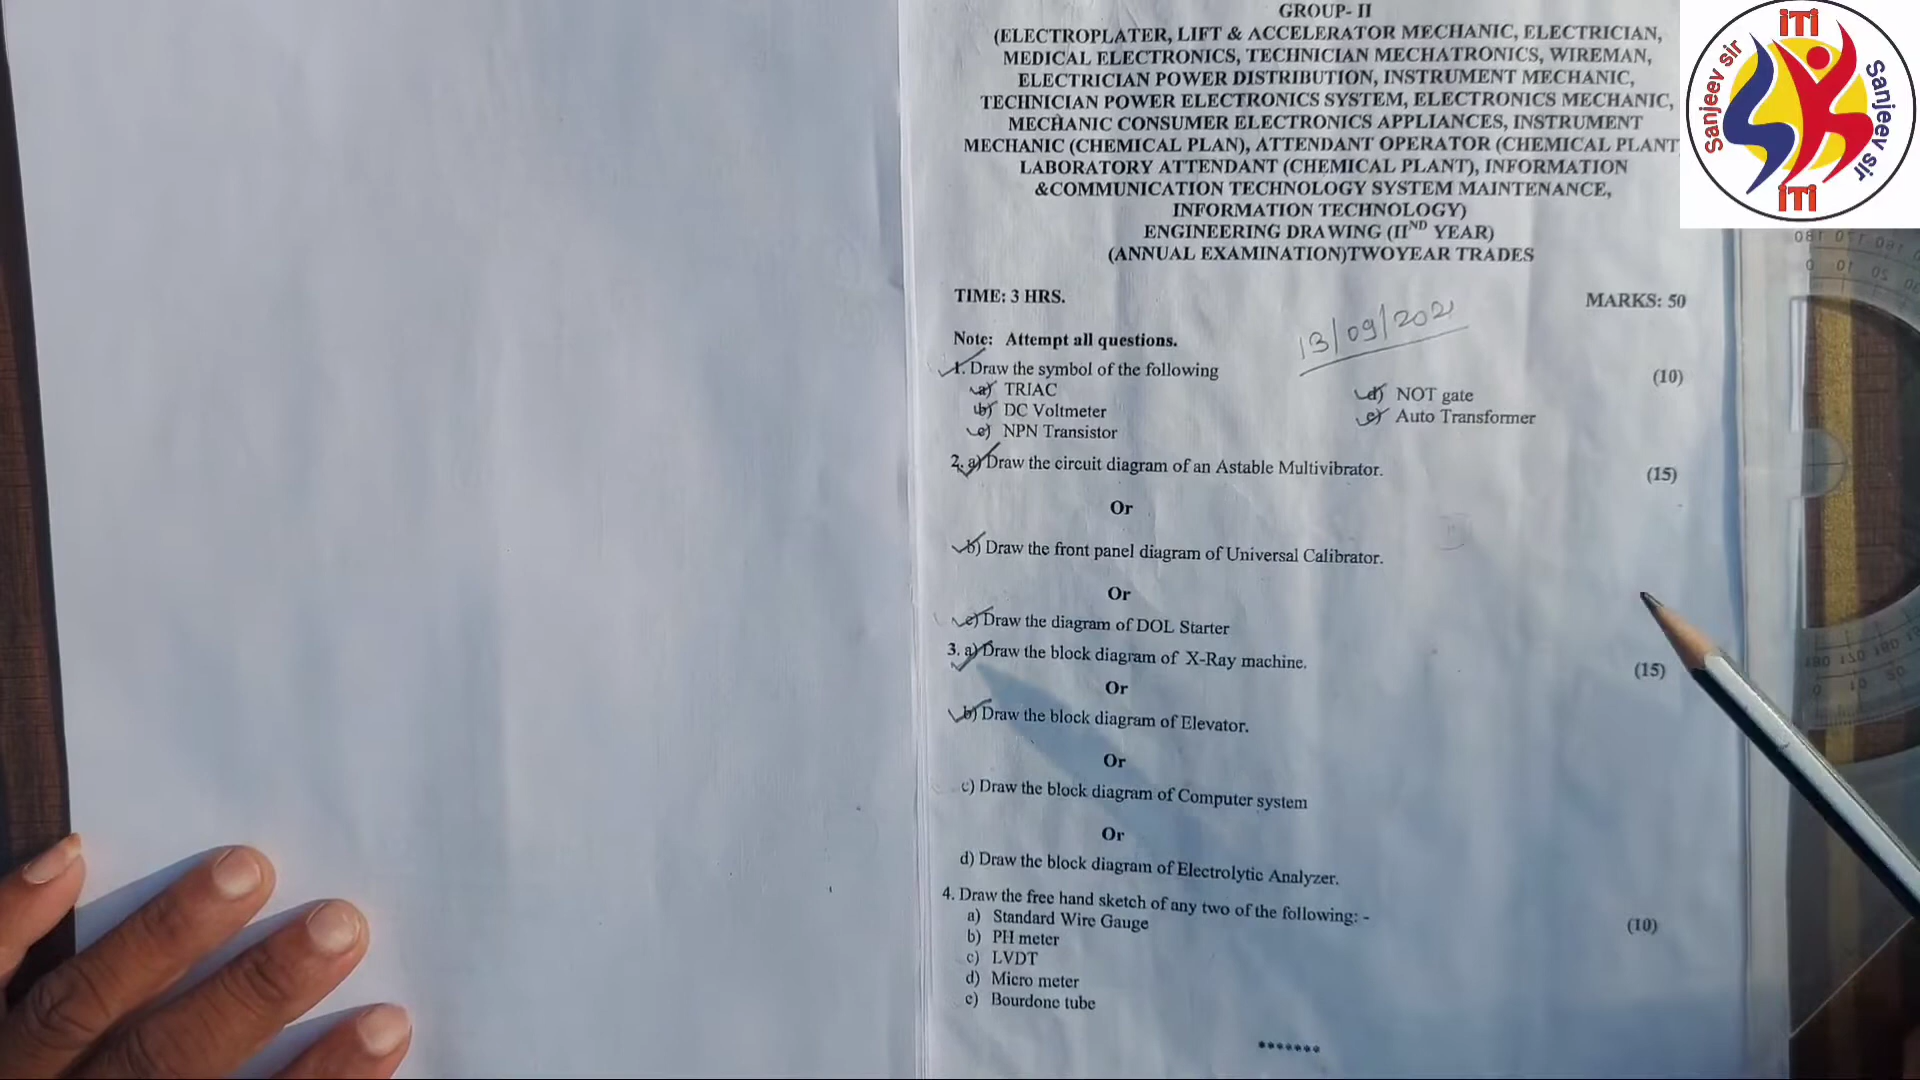 GROUP- II
(ELECTROPLATER, LIFT & ACCELERATOR MECHANIC, ELECTRICIAN,
MEDICAL ELECTRONICS, TECHNICIAN MECHATRONICS, WIREMAN,
ELECTRICIAN POWER DISTRIBUTION, INSTRUMENT MECHANIC,
TECHNICIAN POWER ELECTRONICS SYSTEM, ELECTRONICS MECHANIC,
MECHANIC CONSUMER ELECTRONICS APPLIANCES, INSTRUMENT
MECHANIC (CHEMICAL PLAN), ATTENDANT OPERATOR (CHEMICAL PLANT
LABORATORY ATTENDANT (CHEMICAL PLANT), INFORMATION
&COMMUNICATION TECHNOLOGY SYSTEM MAINTENANCE,
INFORMATION TECHNOLOGY)
ENGINEERING DRAWING (IIND YEAR)
(ANNUAL EXAMINATION)TWOYEAR TRADES
TIME: 3 HRS. MARKS: 50
13/09/2021
Note: Attempt all questions.
1. Draw the symbol of the following (10)
a) TRIAC d) NOT gate
b) DC Voltmeter e) Auto Transformer
c) NPN Transistor
2. a) Draw the circuit diagram of an Astable Multivibrator. (15)
Or
b) Draw the front panel diagram of Universal Calibrator.
Or
c) Draw the diagram of DOL Starter
3. a) Draw the block diagram of X-Ray machine. (15)
Or
b) Draw the block diagram of Elevator.
Or
c) Draw the block diagram of Computer system
Or
d) Draw the block diagram of Electrolytic Analyzer.
4. Draw the free hand sketch of any two of the following: - (10)
a) Standard Wire Gauge
b) PH meter
c) LVDT
d) Micro meter
e) Bourdone tube
*******
iTi
Sanjeev sir
Sanjeev sir
iTi